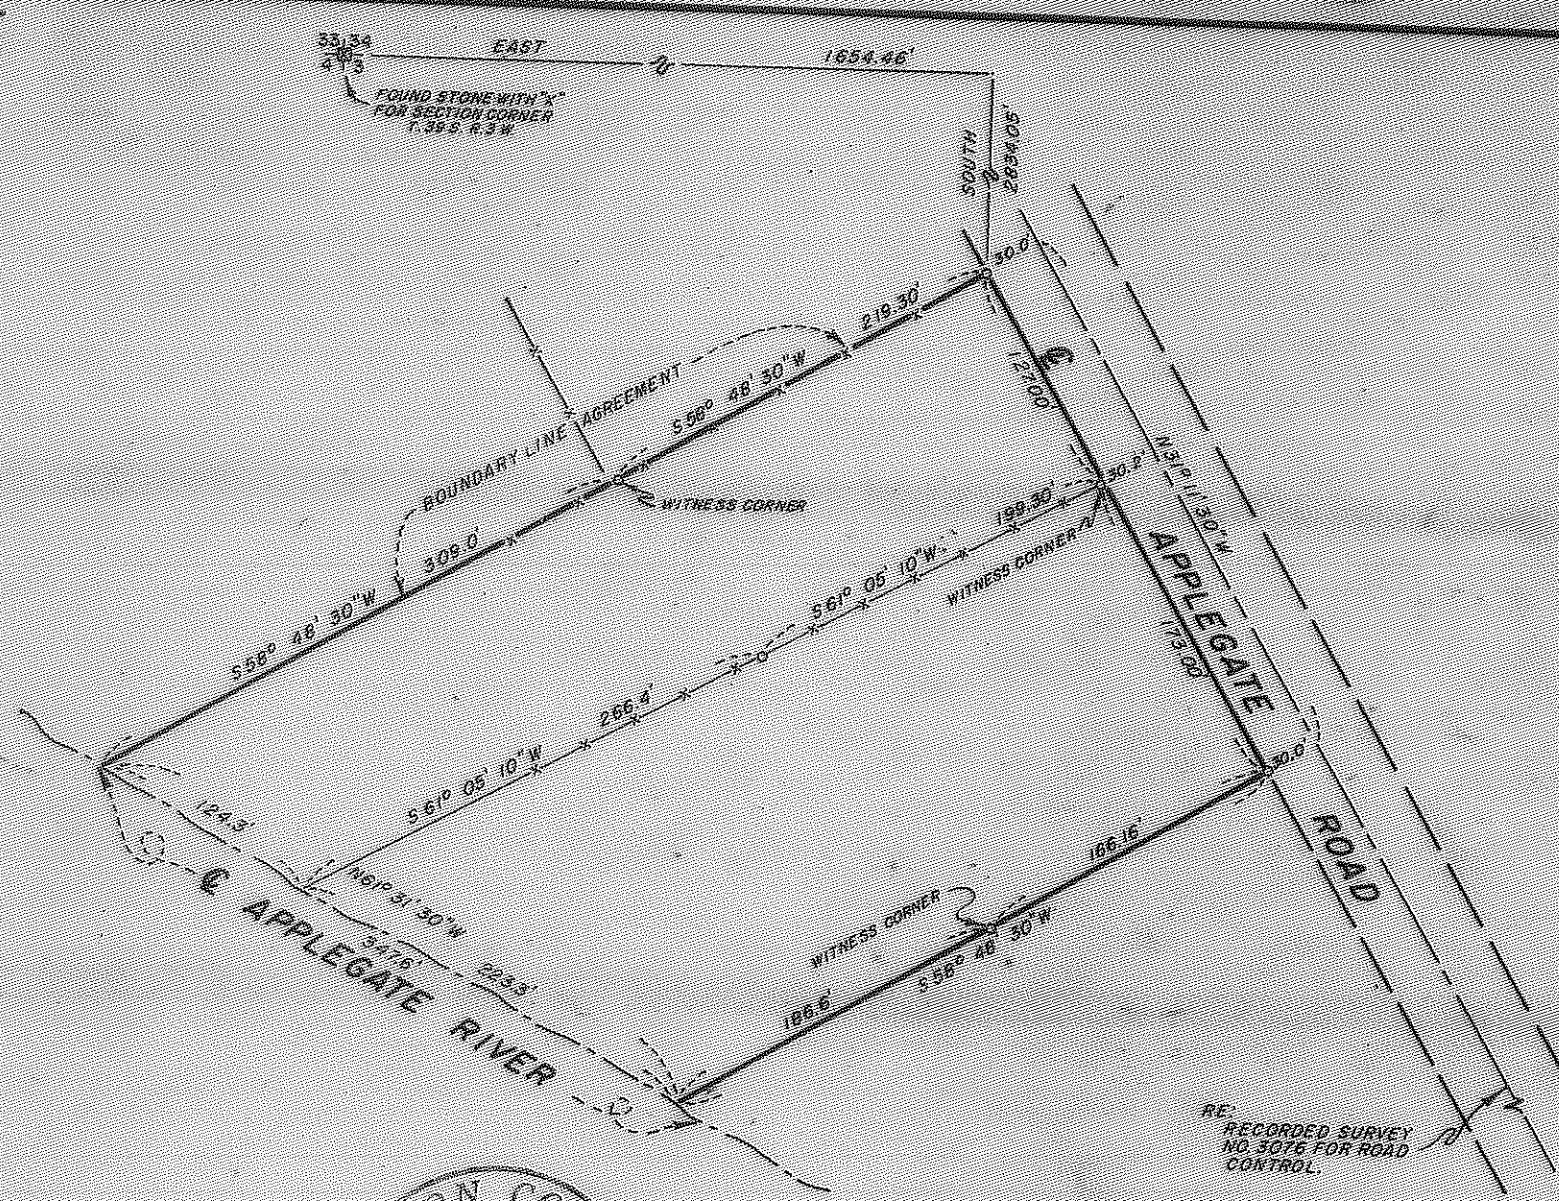 33 34
4 3
EAST
1654.46'
FOUND STONE WITH "X"
FOR SECTION CORNER
T. 39 S. R. 3 W.
SOUTH
2834.05'
30.0'
219.30'
S 58° 48' 30" W
BOUNDARY LINE AGREEMENT
WITNESS CORNER
309.0'
S 58° 48' 30" W
℄
127.00'
30.2'
N 31° 11' 30" W
199.30'
WITNESS CORNER
S 61° 05' 10" W
266.4'
S 61° 05' 10" W
APPLEGATE
ROAD
173.00'
30.0'
124.3'
N 61° 31' 30" W
347.6'
223.3'
℄ APPLEGATE RIVER
166.16'
WITNESS CORNER
S 58° 48' 30" W
186.6'
RE:
RECORDED SURVEY
NO. 3076 FOR ROAD
CONTROL.